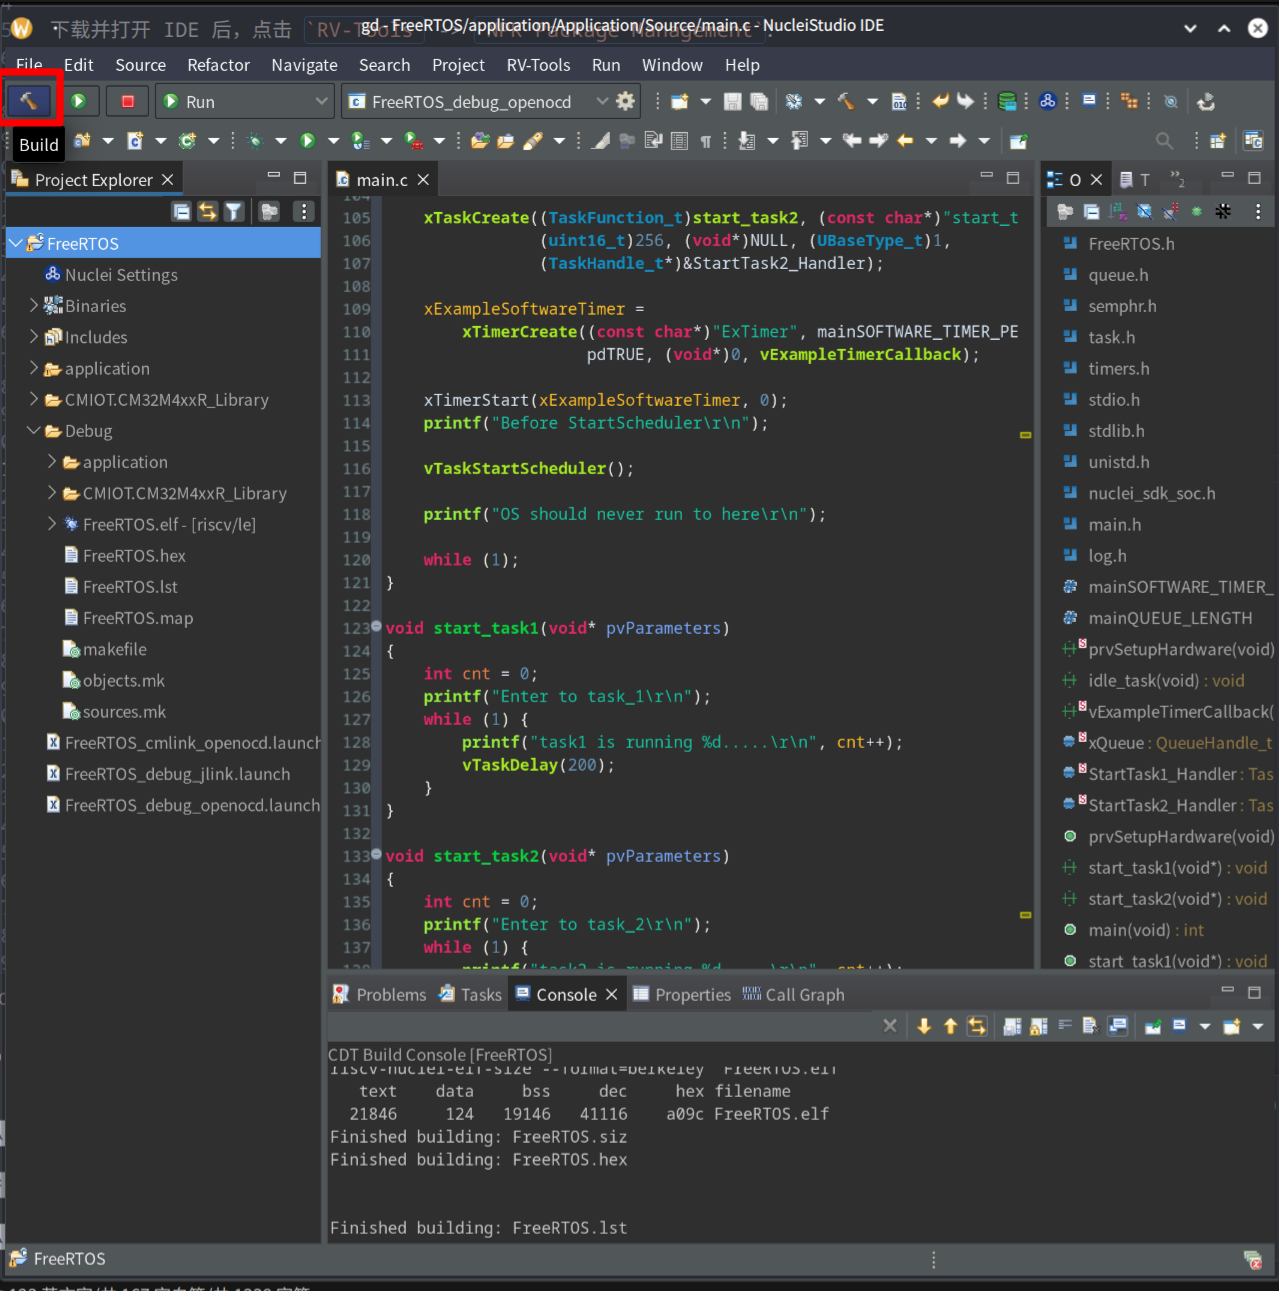 下载并打开 IDE 后，点击 `RV-Tools
gd - FreeRTOS/application/Application/Source/main.c - NucleiStudio IDE
File Edit Source Refactor Navigate Search Project RV-Tools Run Window Help
Run
FreeRTOS_debug_openocd
Build
Project Explorer
FreeRTOS
Nuclei Settings
Binaries
Includes
application
CMIOT.CM32M4xxR_Library
Debug
application
CMIOT.CM32M4xxR_Library
FreeRTOS.elf - [riscv/le]
FreeRTOS.hex
FreeRTOS.lst
FreeRTOS.map
makefile
objects.mk
sources.mk
FreeRTOS_cmlink_openocd.launch
FreeRTOS_debug_jlink.launch
FreeRTOS_debug_openocd.launch
main.c
104
105 xTaskCreate((TaskFunction_t)start_task2, (const char*)"start_t
106 (uint16_t)256, (void*)NULL, (UBaseType_t)1,
107 (TaskHandle_t*)&StartTask2_Handler);
108
109 xExampleSoftwareTimer =
110 xTimerCreate((const char*)"ExTimer", mainSOFTWARE_TIMER_PE
111 pdTRUE, (void*)0, vExampleTimerCallback);
112
113 xTimerStart(xExampleSoftwareTimer, 0);
114 printf("Before StartScheduler\r\n");
115
116 vTaskStartScheduler();
117
118 printf("OS should never run to here\r\n");
119
120 while (1);
121 }
122
123 void start_task1(void* pvParameters)
124 {
125 int cnt = 0;
126 printf("Enter to task_1\r\n");
127 while (1) {
128 printf("task1 is running %d.....\r\n", cnt++);
129 vTaskDelay(200);
130 }
131 }
132
133 void start_task2(void* pvParameters)
134 {
135 int cnt = 0;
136 printf("Enter to task_2\r\n");
137 while (1) {
138 printf("task2 is running %d.....\r\n", cnt++);
O
T
»2
FreeRTOS.h
queue.h
semphr.h
task.h
timers.h
stdio.h
stdlib.h
unistd.h
nuclei_sdk_soc.h
main.h
log.h
mainSOFTWARE_TIMER_
mainQUEUE_LENGTH
prvSetupHardware(void)
idle_task(void) : void
vExampleTimerCallback(
xQueue : QueueHandle_t
StartTask1_Handler : Tas
StartTask2_Handler : Tas
prvSetupHardware(void)
start_task1(void*) : void
start_task2(void*) : void
main(void) : int
start_task1(void*) : void
Problems Tasks Console Properties Call Graph
CDT Build Console [FreeRTOS]
riscv-nuclei-elf-size --format=berkeley "FreeRTOS.elf"
text data bss dec hex filename
21846 124 19146 41116 a09c FreeRTOS.elf
Finished building: FreeRTOS.siz
Finished building: FreeRTOS.hex
Finished building: FreeRTOS.lst
FreeRTOS